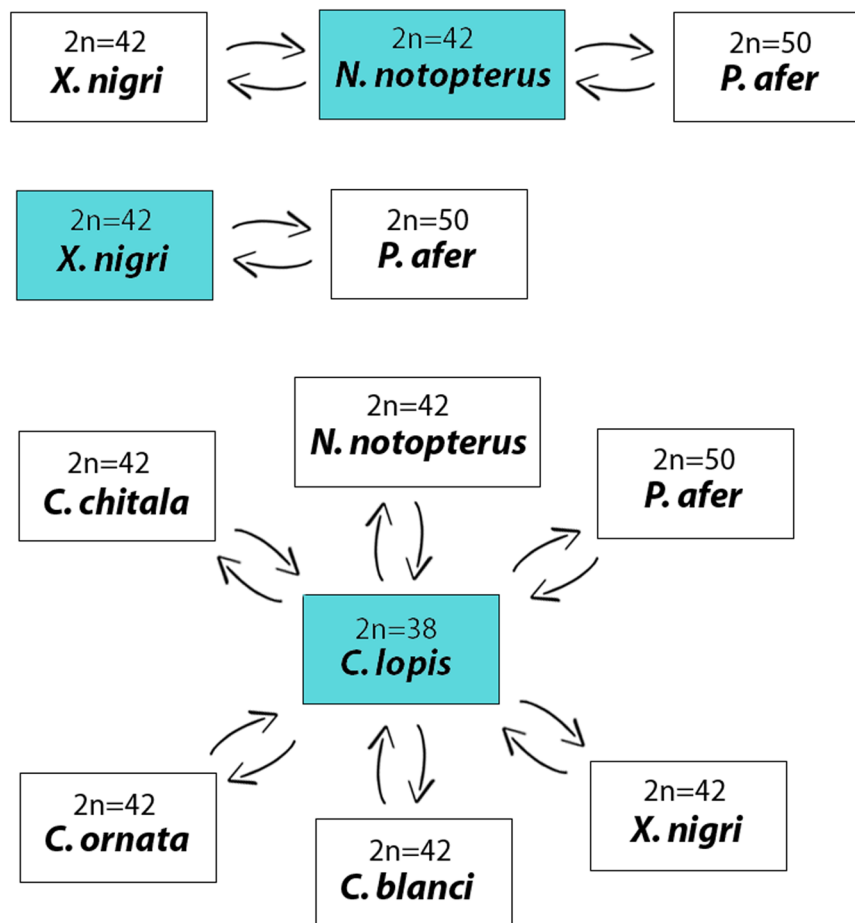 2n=42
X. nigri
2n=42
N. notopterus
2n=50
P. afer
2n=42
X. nigri
2n=50
P. afer
2n=42
N. notopterus
2n=42
C. chitala
2n=50
P. afer
2n=38
C. lopis
2n=42
C. ornata
2n=42
C. blanci
2n=42
X. nigri